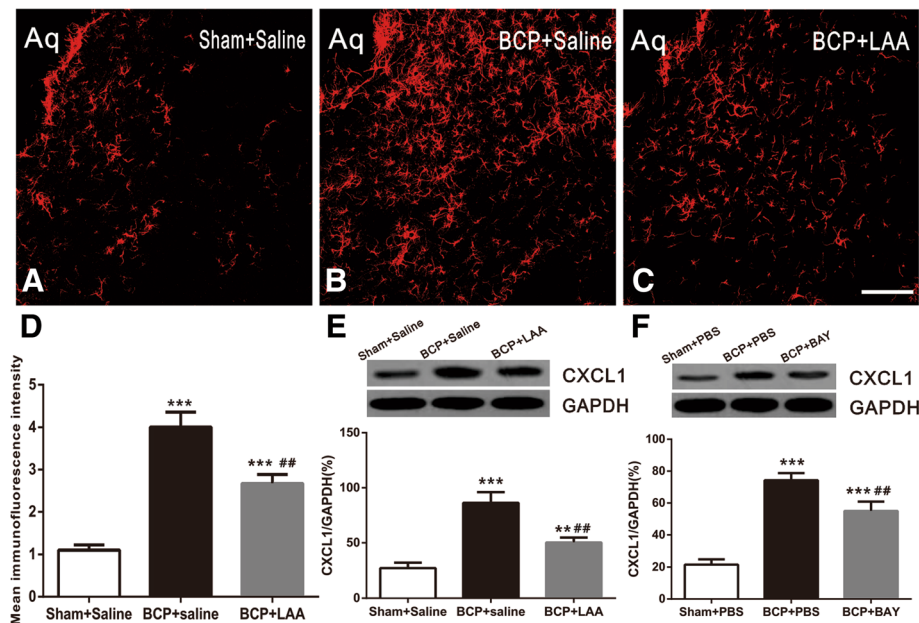 Aq
Sham+Saline
A
Aq
BCP+Saline
B
Aq
BCP+LAA
C
D
Mean immunofluorescence intensity
5
4
3
2
1
0
***
*** ##
Sham+Saline
BCP+saline
BCP+LAA
E
Sham+Saline
BCP+Saline
BCP+LAA
CXCL1
GAPDH
CXCL1/GAPDH(%)
150
100
50
0
***
**##
Sham+Saline
BCP+saline
BCP+LAA
F
Sham+PBS
BCP+PBS
BCP+BAY
CXCL1
GAPDH
CXCL1/GAPDH(%)
100
80
60
40
20
0
***
***##
Sham+PBS
BCP+PBS
BCP+BAY